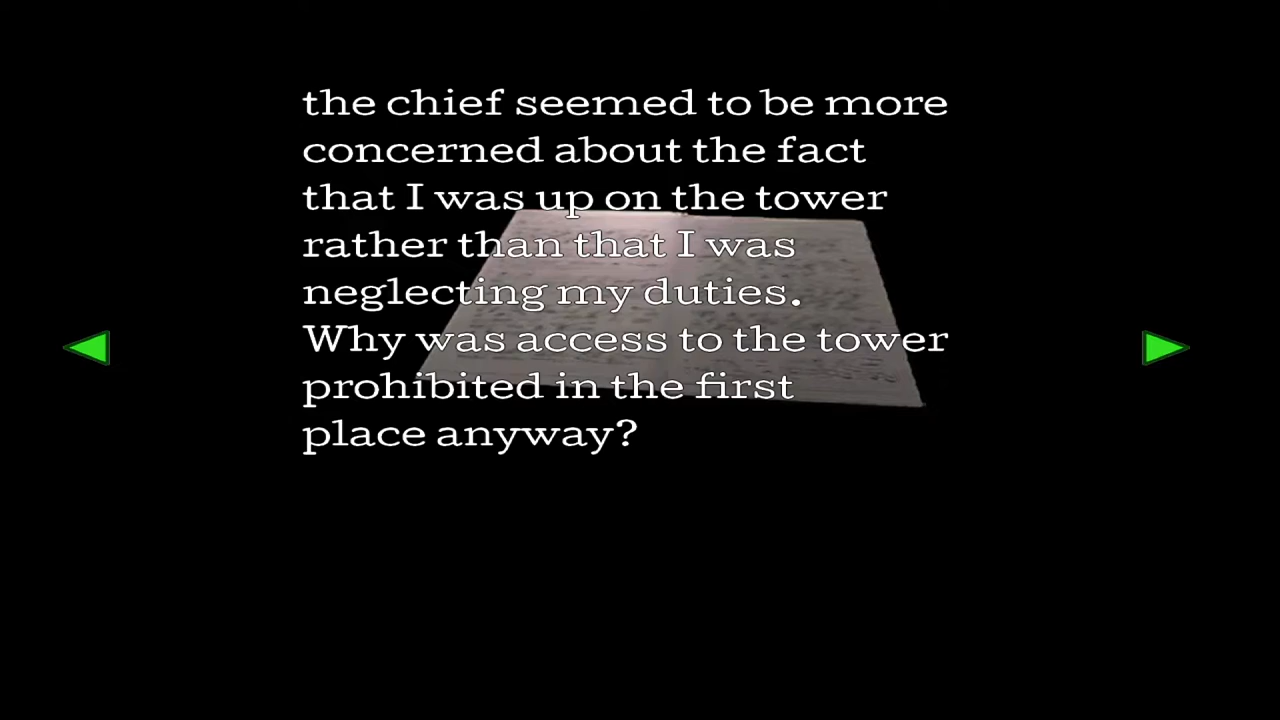 the chief seemed to be more
concerned about the fact
that I was up on the tower
rather than that I was
neglecting my duties.
Why was access to the tower
prohibited in the first
place anyway?